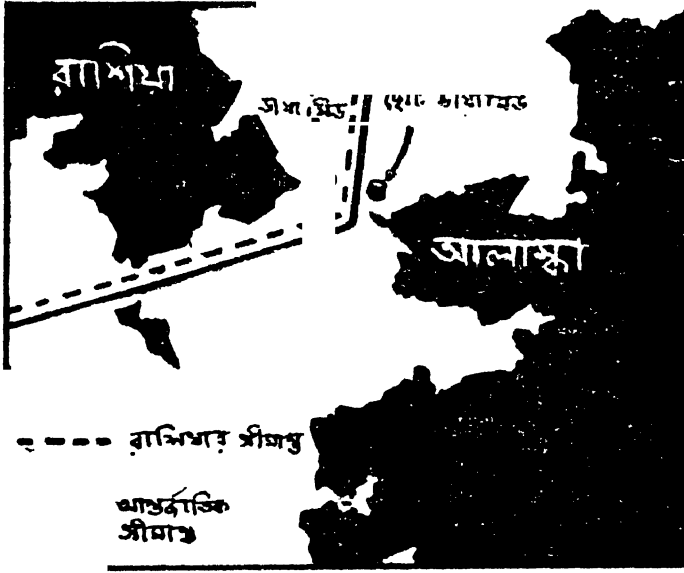 রাশিয়া
ডায়মিড ছোট ডায়ামিড
আলাস্কা
রাশিয়ার সীমান্ত
আন্তর্জাতিক
সীমান্ত